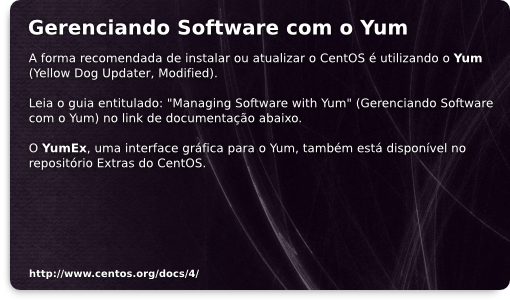 Gerenciando Software com o Yum
A forma recomendada de instalar ou atualizar o CentOS é utilizando o Yum
(Yellow Dog Updater, Modified).
Leia o guia entitulado: "Managing Software with Yum" (Gerenciando Software
com o Yum) no link de documentação abaixo.
O YumEx, uma interface gráfica para o Yum, também está disponível no
repositório Extras do CentOS.
http://www.centos.org/docs/4/